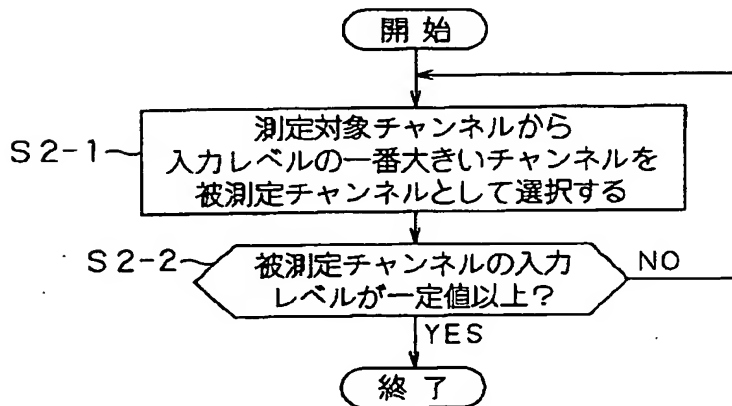 開始
S2-1
測定対象チャンネルから
入力レベルの一番大きいチャンネルを
被測定チャンネルとして選択する
S2-2
被測定チャンネルの入力
レベルが一定値以上?
NO
YES
終了